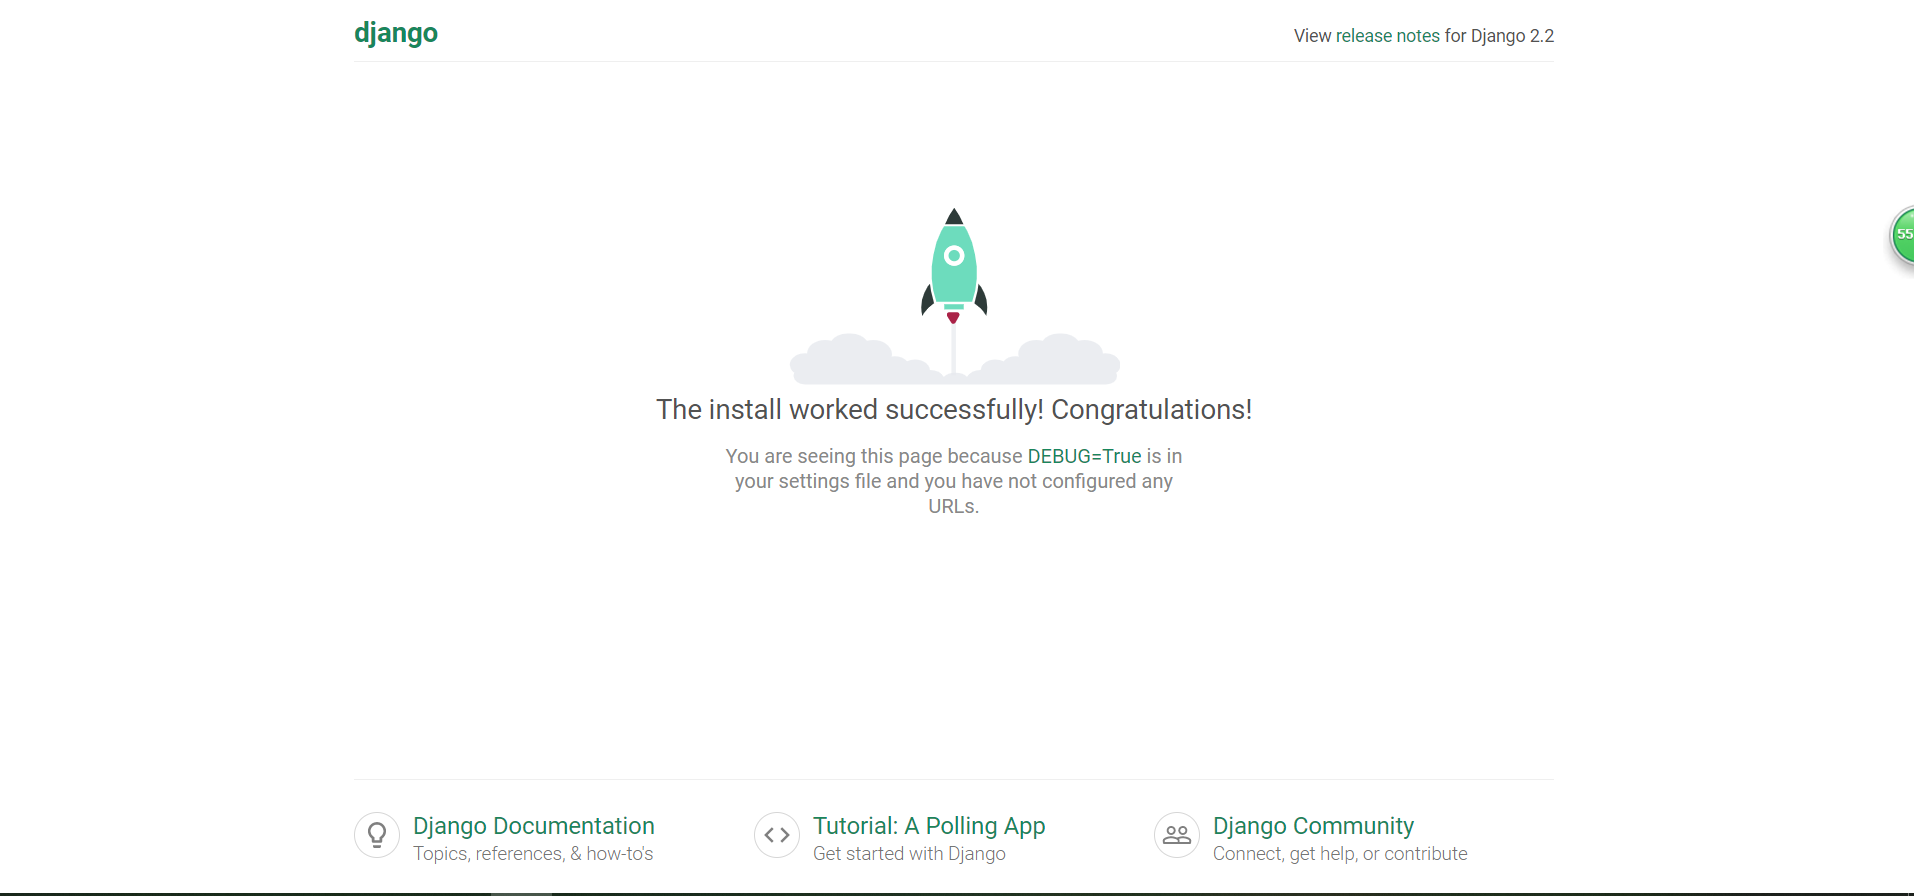 django
View release notes for Django 2.2
55
The install worked successfully! Congratulations!
You are seeing this page because DEBUG=True is in
your settings file and you have not configured any
URLs.
Django Documentation
Topics, references, & how-to's
Tutorial: A Polling App
Get started with Django
Django Community
Connect, get help, or contribute